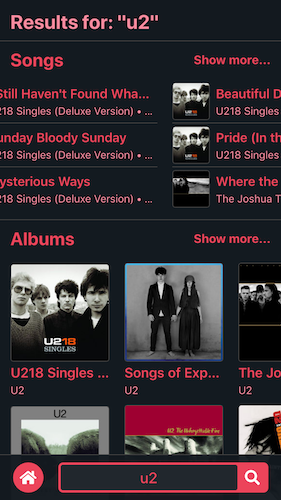 Results for: "u2"
Songs
Show more...
Still Haven't Found Wha...
U218 Singles (Deluxe Version) • ...
Sunday Bloody Sunday
U218 Singles (Deluxe Version) • ...
Mysterious Ways
U218 Singles (Deluxe Version) • ...
Beautiful D
U218 Singles
Pride (In th
U218 Singles
Where the
The Joshua T
Albums
Show more...
U218
SINGLES
U218 Singles ...
U2
Songs of Exp...
U2
The Jo
U2
U2
U2 The Unforgettable Fire
u2